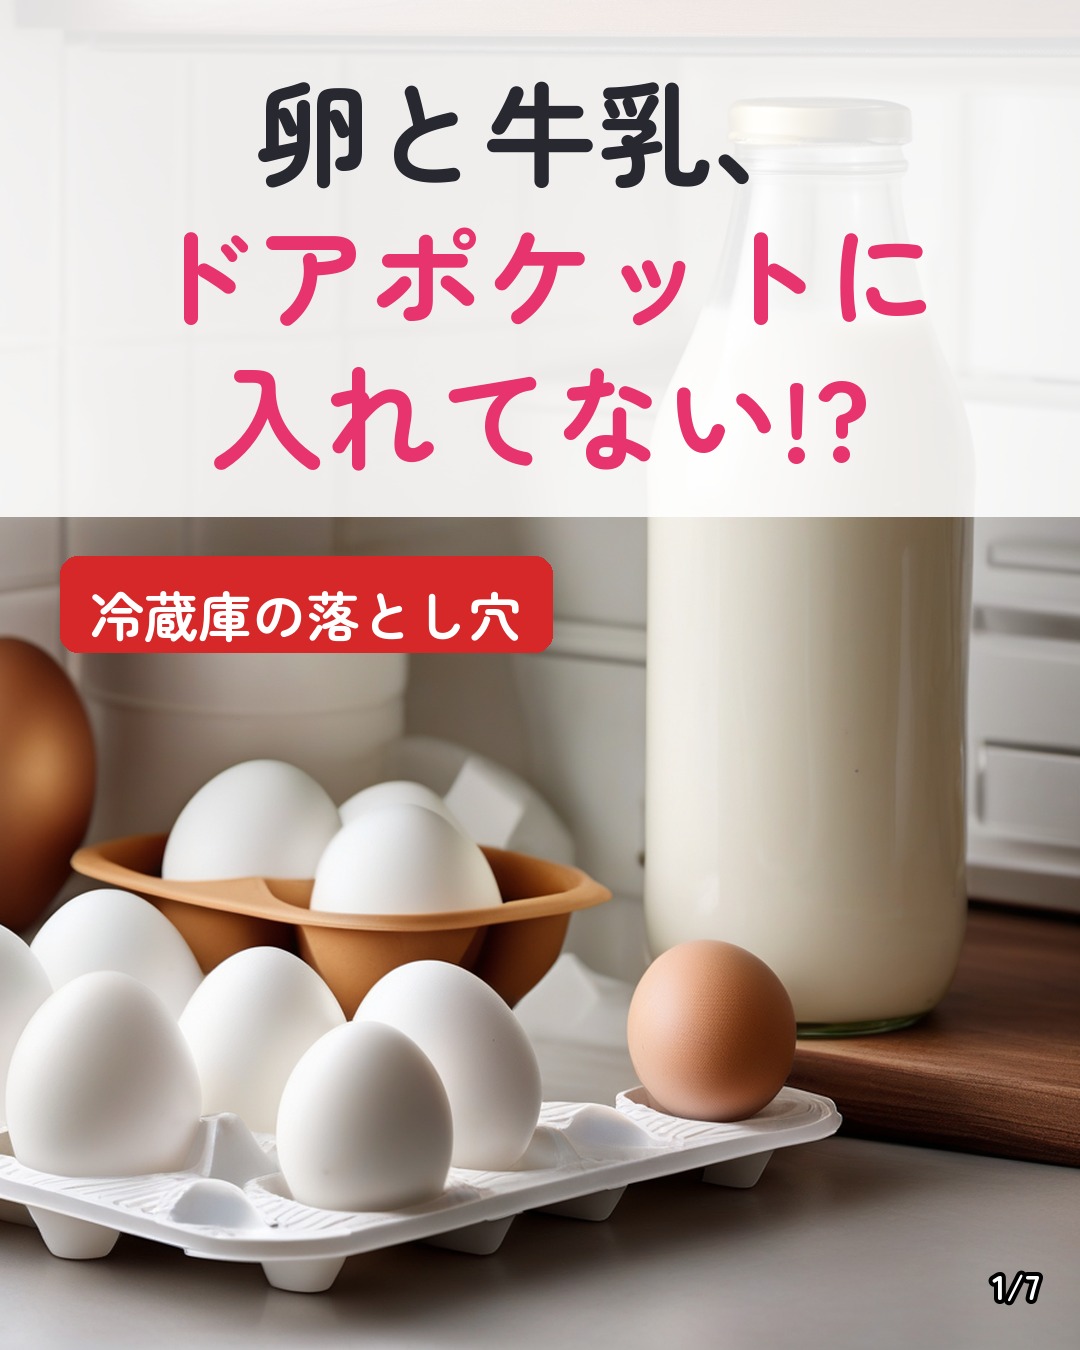 卵と牛乳、
ドアポケットに
入れてない!?
冷蔵庫の落とし穴
1/7